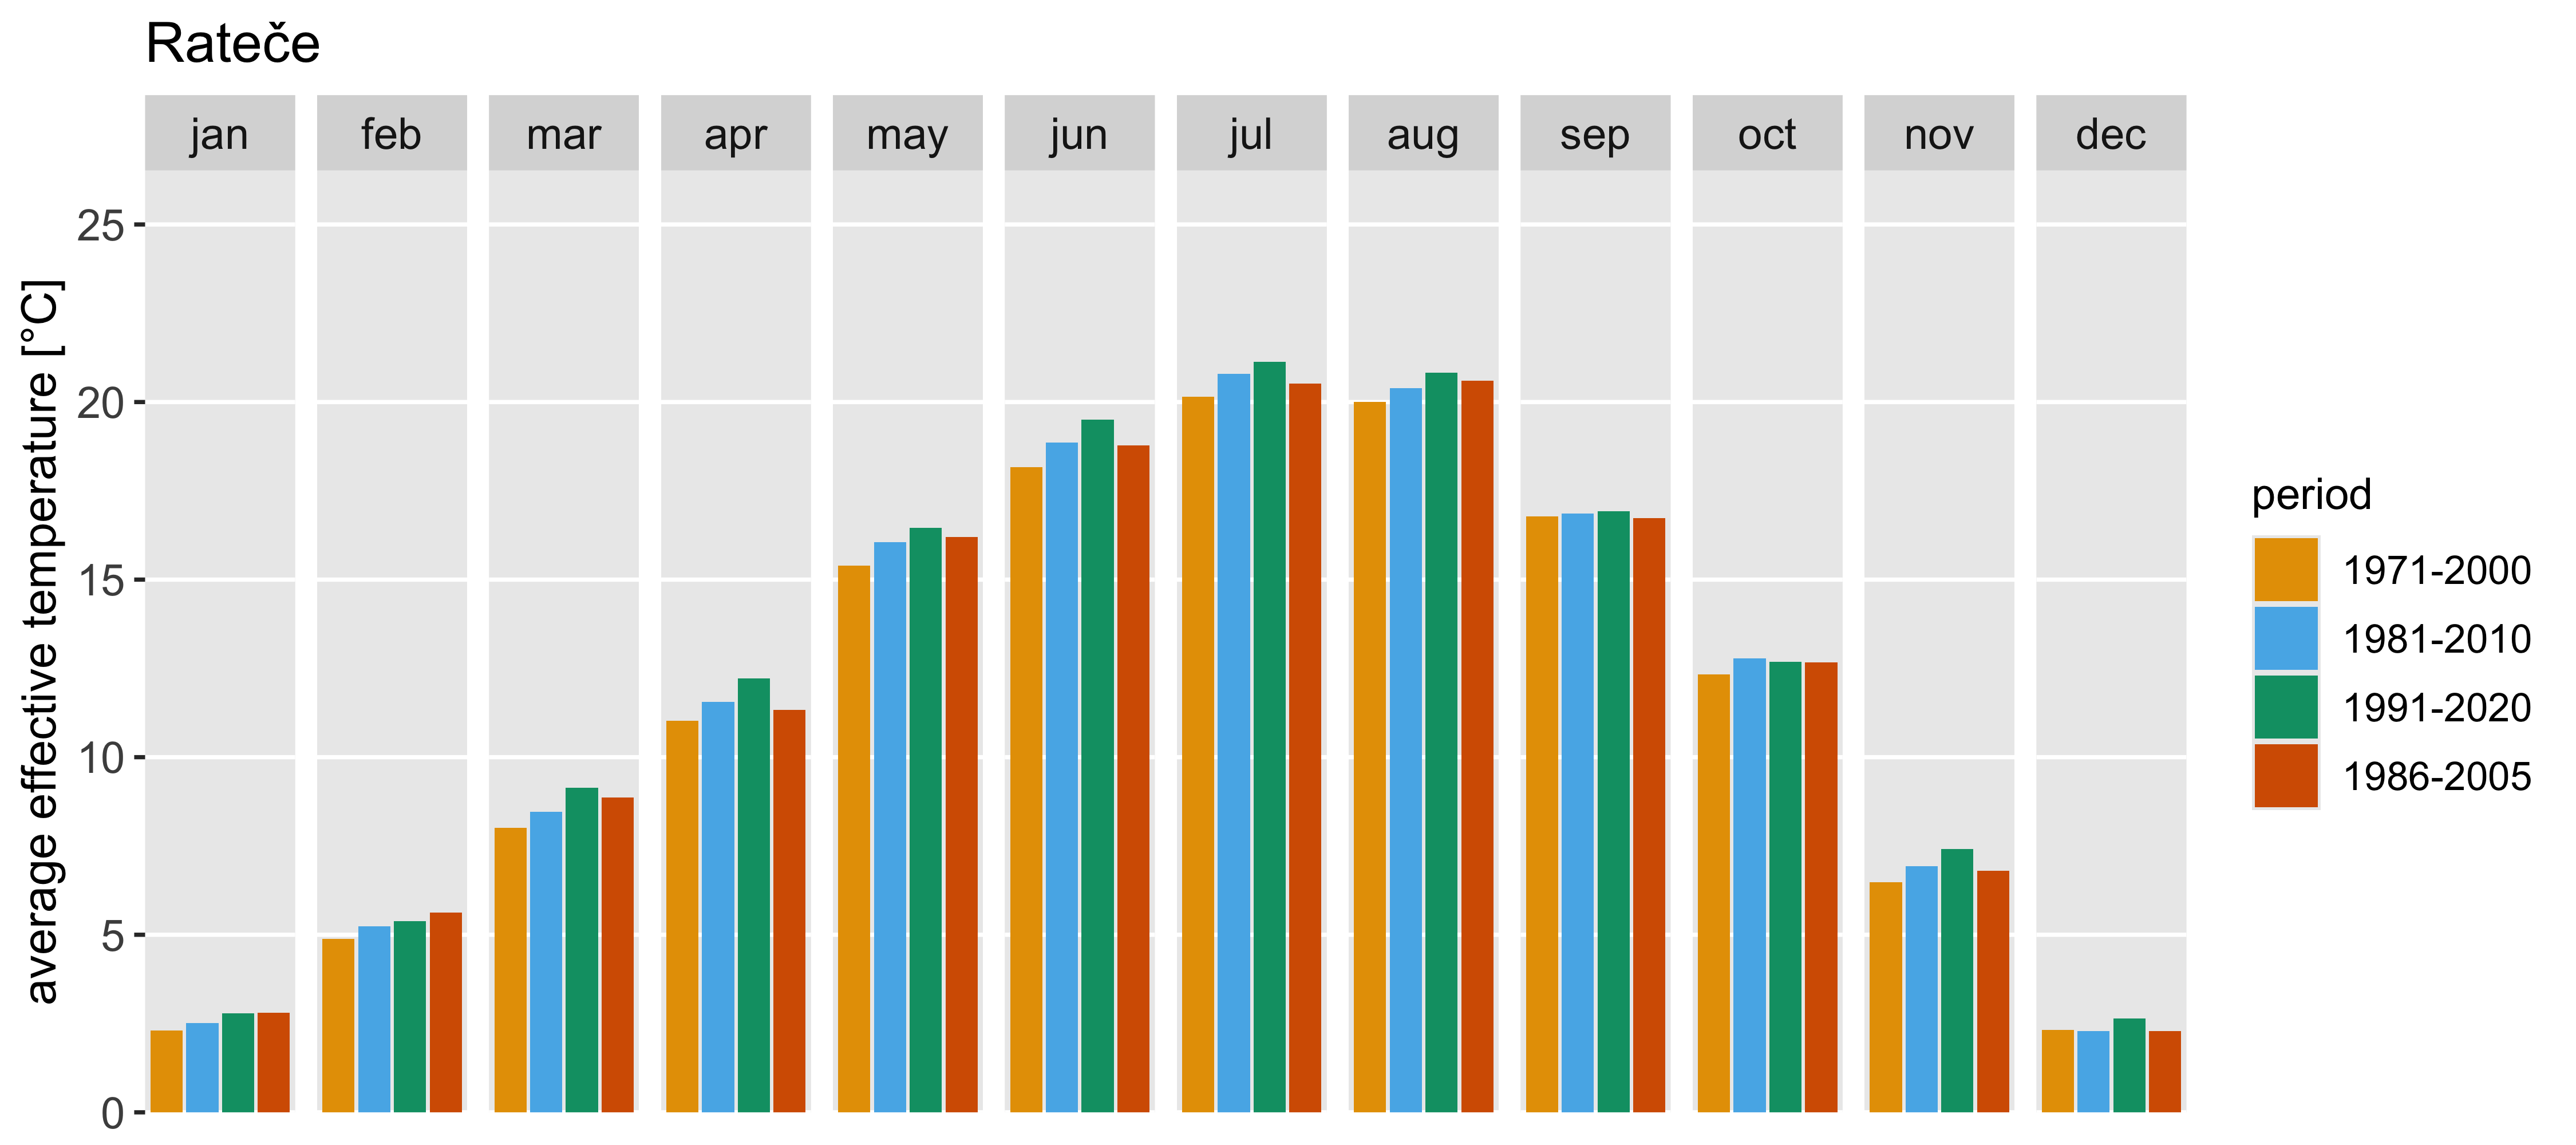 Rateče
jan feb mar apr may jun jul aug sep oct nov dec
average effective temperature [°C]
25
20
15
10
5
0
period
1971-2000
1981-2010
1991-2020
1986-2005